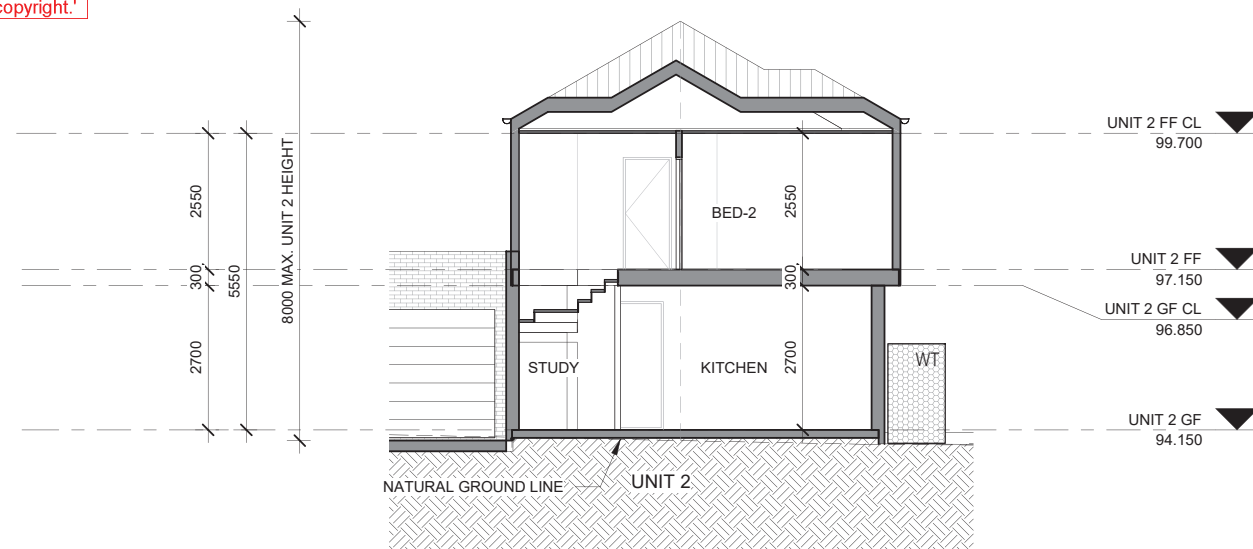 copyright.'
8000 MAX. UNIT 2 HEIGHT
UNIT 2 FF CL
99.700
2550
2550
BED-2
5550
UNIT 2 FF
97.150
300
300
UNIT 2 GF CL
96.850
2700
2700
STUDY
KITCHEN
WT
UNIT 2 GF
94.150
NATURAL GROUND LINE
UNIT 2